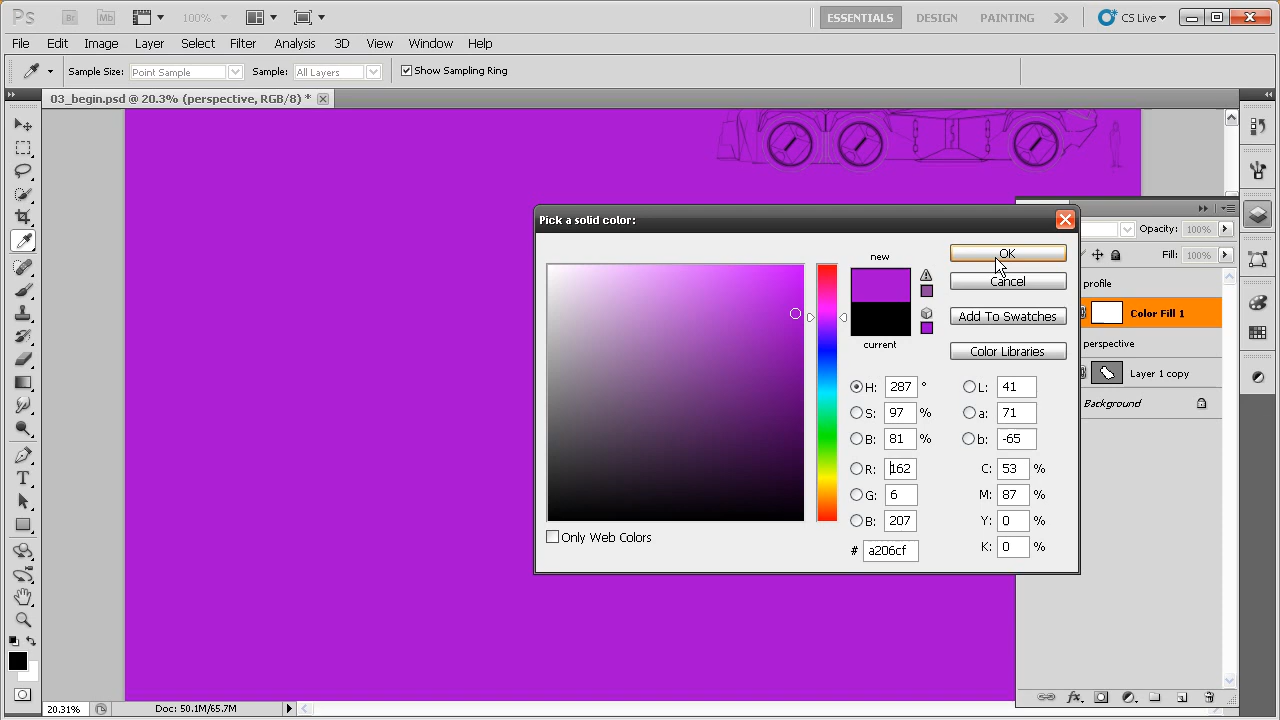 Ps Br Mb 100% ESSENTIALS DESIGN PAINTING CS Live
File Edit Image Layer Select Filter Analysis 3D View Window Help
Sample Size: Point Sample Sample: All Layers Show Sampling Ring
03_begin.psd @ 20.3% (perspective, RGB/8) *
Pick a solid color:
Opacity: 100%
Fill: 100%
new
OK
Cancel
profile
Add To Swatches
Color Fill 1
current
Color Libraries
perspective
Layer 1 copy
H: 287 °
L: 41
Background
S: 97 %
a: 71
B: 81 %
b: -65
R: 162
C: 53 %
G: 6
M: 87 %
B: 207
Y: 0 %
Only Web Colors
# a206cf
K: 0 %
T
fx
20.31% Doc: 50.1M/65.7M